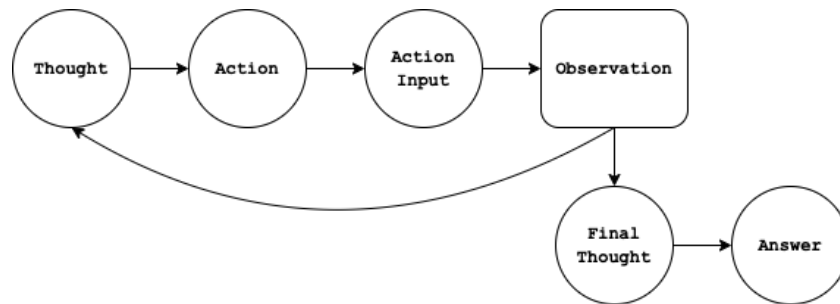 Thought
Action
Action
Input
Observation
Final
Thought
Answer